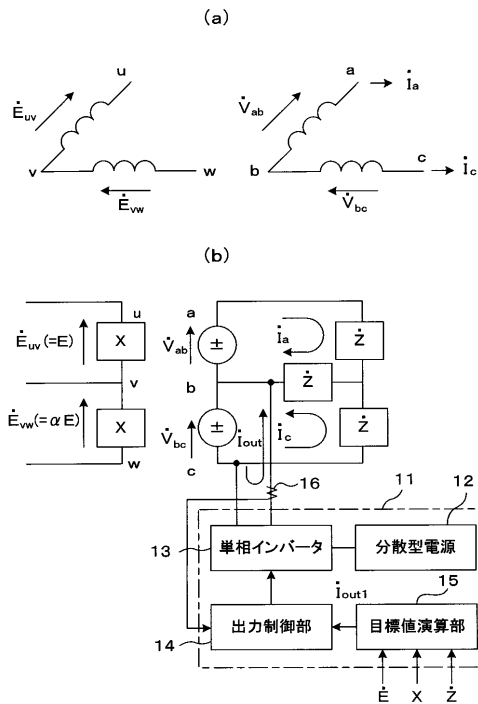 (a)
u
Ė_uv
v
w
Ė_vw
a
İ_a
V̇_ab
b
c
İ_c
V̇_bc
(b)
u
Ė_uv(=E)
X
v
Ė_vw(=αE)
X
w
a
V̇_ab
±
İ_a
Ż
b
Ż
V̇_bc
±
İ_out
İ_c
Ż
c
16
11
12
13
単相インバータ
分散型電源
İ_out1
15
14
出力制御部
目標値演算部
Ė
X
Ż